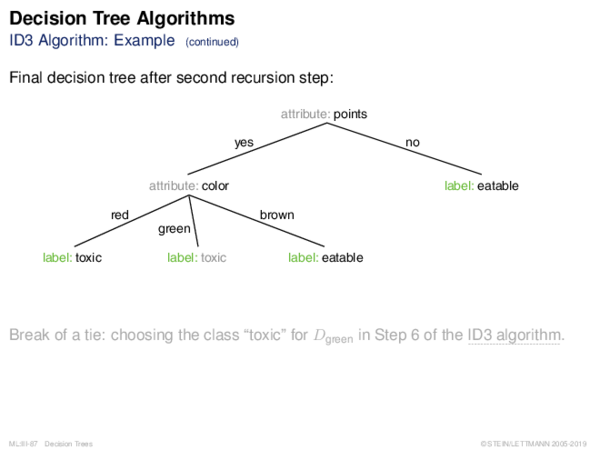 Decision Tree Algorithms
ID3 Algorithm: Example (continued)
Final decision tree after second recursion step:
attribute: points
yes no
attribute: color label: eatable
red green brown
label: toxic label: toxic label: eatable
Break of a tie: choosing the class “toxic” for Dgreen in Step 6 of the ID3 algorithm.
ML:III-67 Decision Trees ©STEIN/LETTMANN 2005-2019